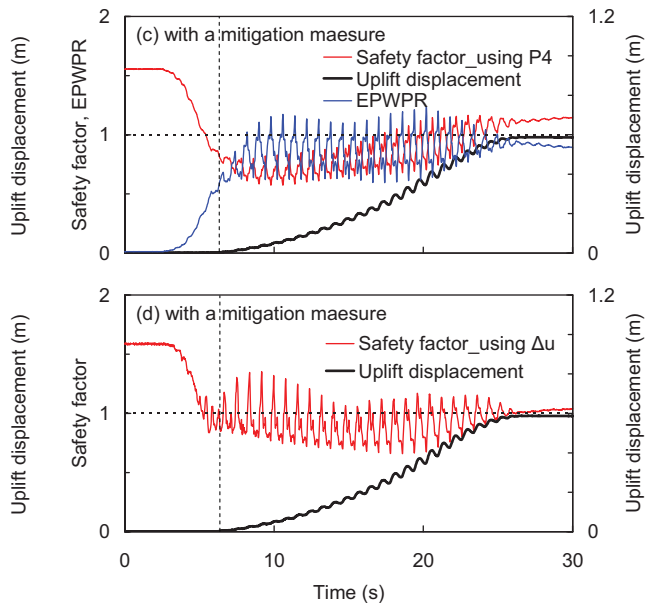 Uplift displacement (m)
Safety factor, EPWPR
2
1
0
(c) with a mitigation maesure
Safety factor_using P4
Uplift displacement
EPWPR
1.2
0
Uplift displacement (m)
Uplift displacement (m)
Safety factor
2
1
0
(d) with a mitigation maesure
Safety factor_using Δu
Uplift displacement
1.2
0
Uplift displacement (m)
0 10 20 30
Time (s)